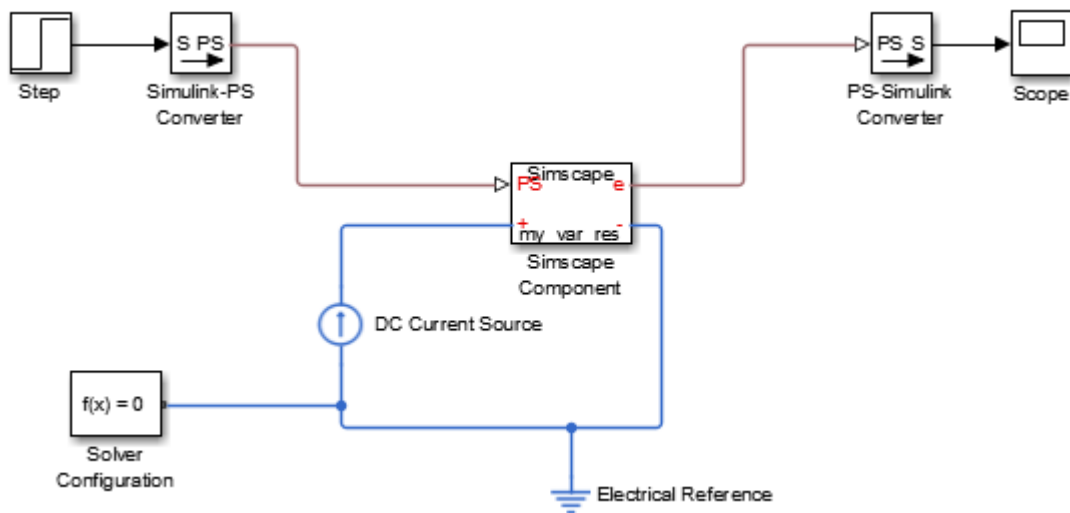 S PS
PS S
Step
Simulink-PS
Converter
PS-Simulink
Converter
Scope
Simscape
PS
e
+
-
my_var_res
Simscape
Component
DC Current Source
f(x) = 0
Solver
Configuration
Electrical Reference